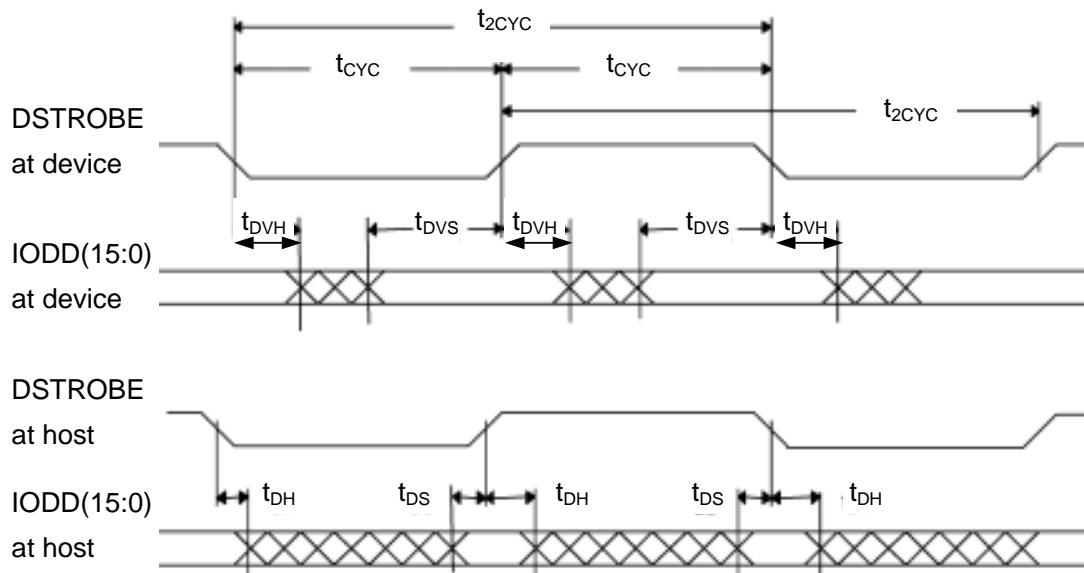 t2CYC
tCYC tCYC
t2CYC
DSTROBE
at device
tDVH tDVS tDVH tDVS tDVH
IODD(15:0)
at device
DSTROBE
at host
tDH tDS tDH tDS tDH
IODD(15:0)
at host